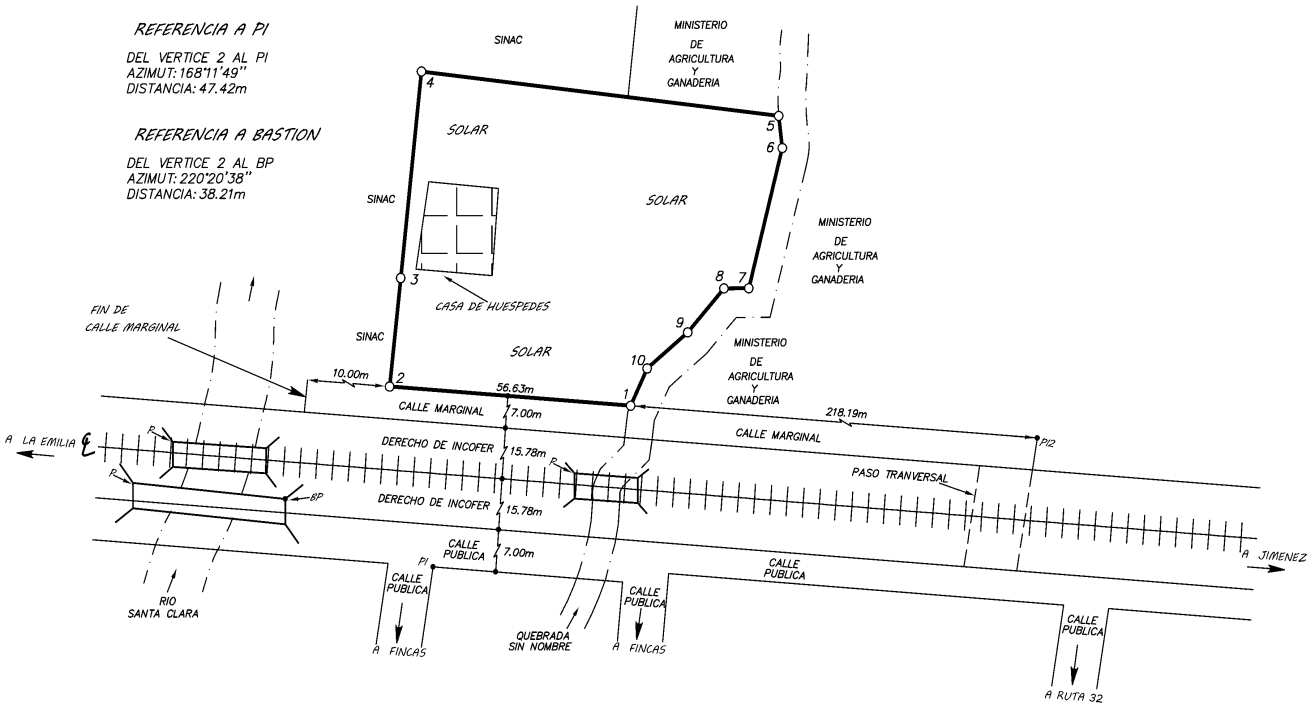 REFERENCIA A PI
DEL VERTICE 2 AL PI
AZIMUT: 168°11'49"
DISTANCIA: 47.42m
REFERENCIA A BASTION
DEL VERTICE 2 AL BP
AZIMUT: 220°20'38"
DISTANCIA: 38.21m
SINAC
MINISTERIO
DE
AGRICULTURA
Y
GANADERIA
4
5
6
SOLAR
SOLAR
SINAC
MINISTERIO
DE
AGRICULTURA
Y
GANADERIA
3
8
7
CASA DE HUESPEDES
9
FIN DE
CALLE MARGINAL
SINAC
SOLAR
MINISTERIO
DE
AGRICULTURA
Y
GANADERIA
10
10.00m
2
56.63m
1
218.19m
CALLE MARGINAL
7.00m
CALLE MARGINAL
PI2
A LA EMILIA
℄
P
DERECHO DE INCOFER
15.78m
P
PASO TRANVERSAL
P
BP
DERECHO DE INCOFER
15.78m
CALLE
PUBLICA
7.00m
A JIMENEZ
PI
CALLE
PUBLICA
CALLE
PUBLICA
CALLE
PUBLICA
RIO
SANTA CLARA
QUEBRADA
SIN NOMBRE
A FINCAS
A FINCAS
CALLE
PUBLICA
A RUTA 32